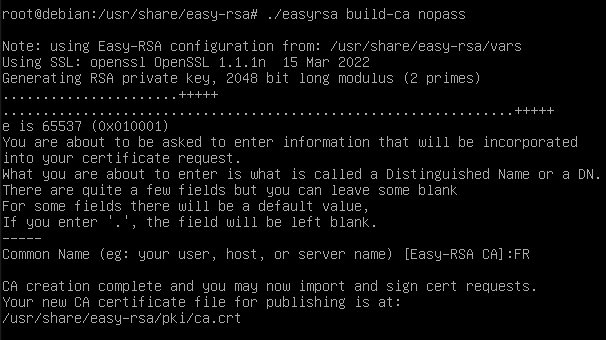 root@debian:/usr/share/easy-rsa# ./easyrsa build-ca nopass
Note: using Easy-RSA configuration from: /usr/share/easy-rsa/vars
Using SSL: openssl OpenSSL 1.1.1n  15 Mar 2022
Generating RSA private key, 2048 bit long modulus (2 primes)
......................+++++
................................................................+++++
e is 65537 (0x010001)
You are about to be asked to enter information that will be incorporated
into your certificate request.
What you are about to enter is what is called a Distinguished Name or a DN.
There are quite a few fields but you can leave some blank
For some fields there will be a default value,
If you enter '.', the field will be left blank.
-----
Common Name (eg: your user, host, or server name) [Easy-RSA CA]:FR
CA creation complete and you may now import and sign cert requests.
Your new CA certificate file for publishing is at:
/usr/share/easy-rsa/pki/ca.crt